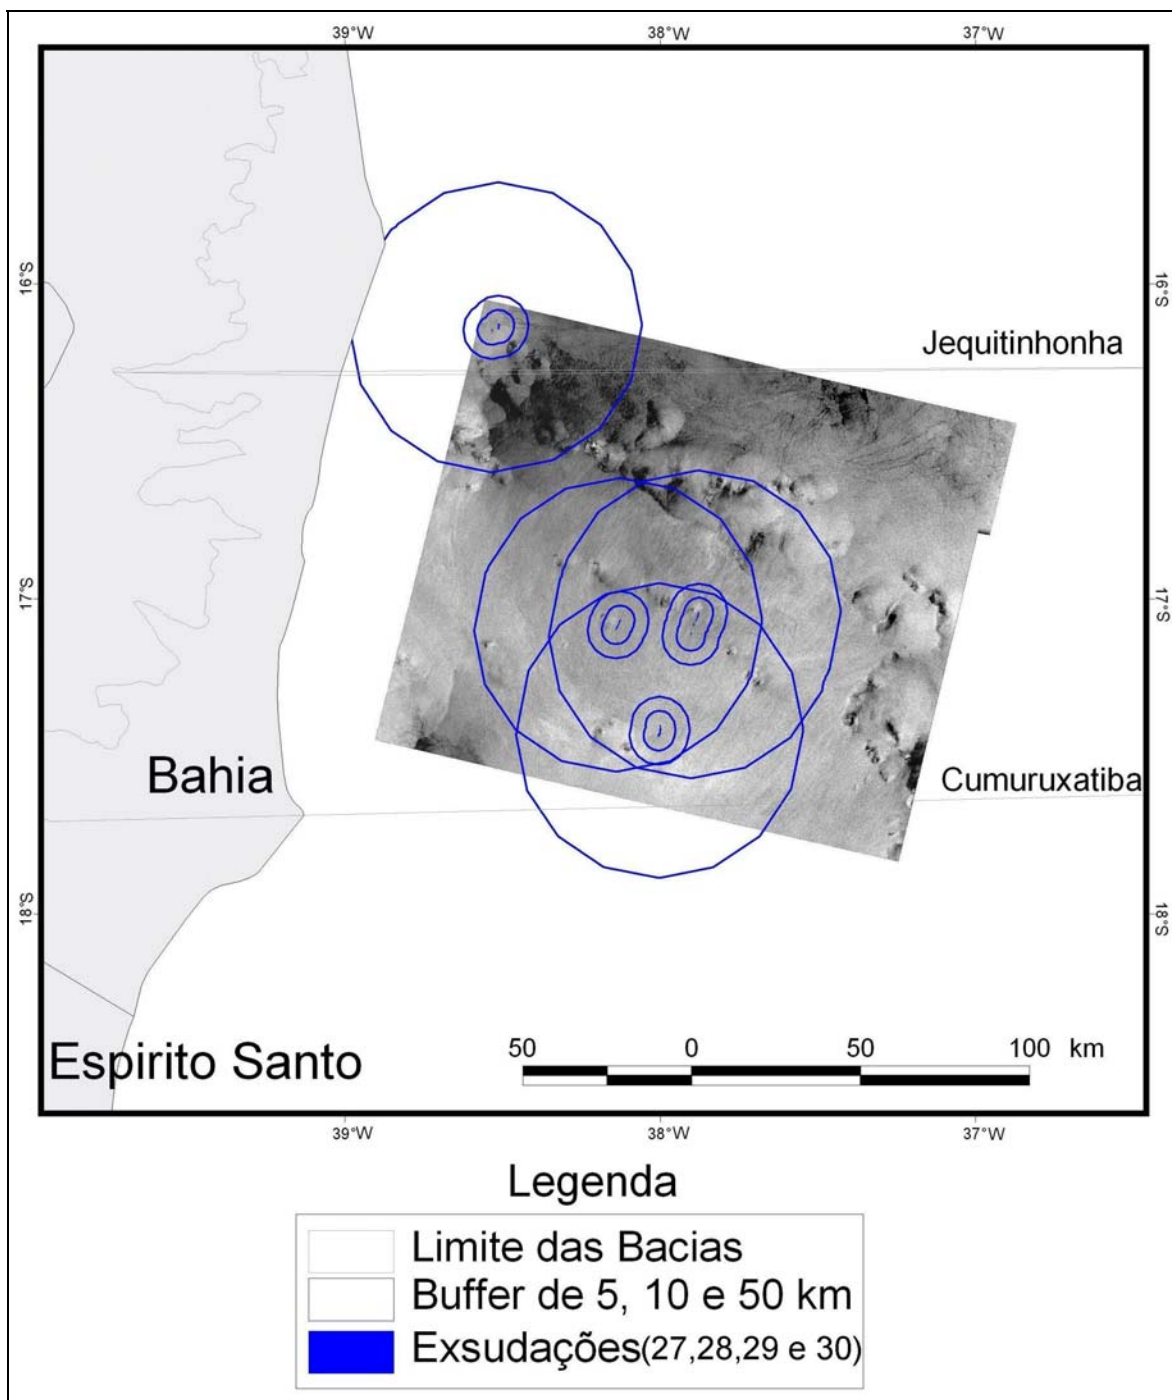 39°W 38°W 37°W
16°S 16°S
Jequitinhonha
17°S 17°S
Bahia
Cumuruxatiba
18°S 18°S
Espirito Santo
50 0 50 100 km
39°W 38°W 37°W
Legenda
Limite das Bacias
Buffer de 5, 10 e 50 km
Exsudações(27,28,29 e 30)